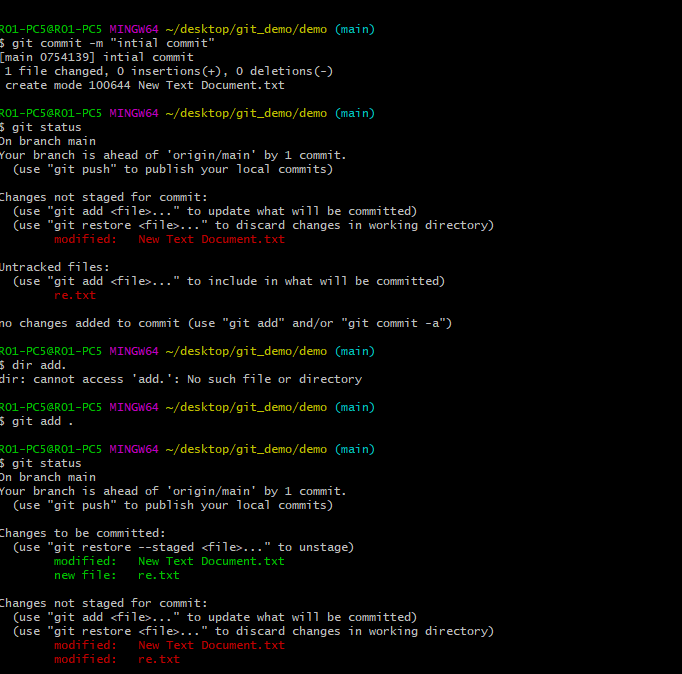 RO1-PC5@RO1-PC5 MINGW64 ~/desktop/git_demo/demo (main)
$ git commit -m "intial commit"
[main 0754139] intial commit
 1 file changed, 0 insertions(+), 0 deletions(-)
 create mode 100644 New Text Document.txt

RO1-PC5@RO1-PC5 MINGW64 ~/desktop/git_demo/demo (main)
$ git status
On branch main
Your branch is ahead of 'origin/main' by 1 commit.
  (use "git push" to publish your local commits)

Changes not staged for commit:
  (use "git add <file>..." to update what will be committed)
  (use "git restore <file>..." to discard changes in working directory)
        modified:   New Text Document.txt

Untracked files:
  (use "git add <file>..." to include in what will be committed)
        re.txt

no changes added to commit (use "git add" and/or "git commit -a")

RO1-PC5@RO1-PC5 MINGW64 ~/desktop/git_demo/demo (main)
$ dir add.
dir: cannot access 'add.': No such file or directory

RO1-PC5@RO1-PC5 MINGW64 ~/desktop/git_demo/demo (main)
$ git add .

RO1-PC5@RO1-PC5 MINGW64 ~/desktop/git_demo/demo (main)
$ git status
On branch main
Your branch is ahead of 'origin/main' by 1 commit.
  (use "git push" to publish your local commits)

Changes to be committed:
  (use "git restore --staged <file>..." to unstage)
        modified:   New Text Document.txt
        new file:   re.txt

Changes not staged for commit:
  (use "git add <file>..." to update what will be committed)
  (use "git restore <file>..." to discard changes in working directory)
        modified:   New Text Document.txt
        modified:   re.txt